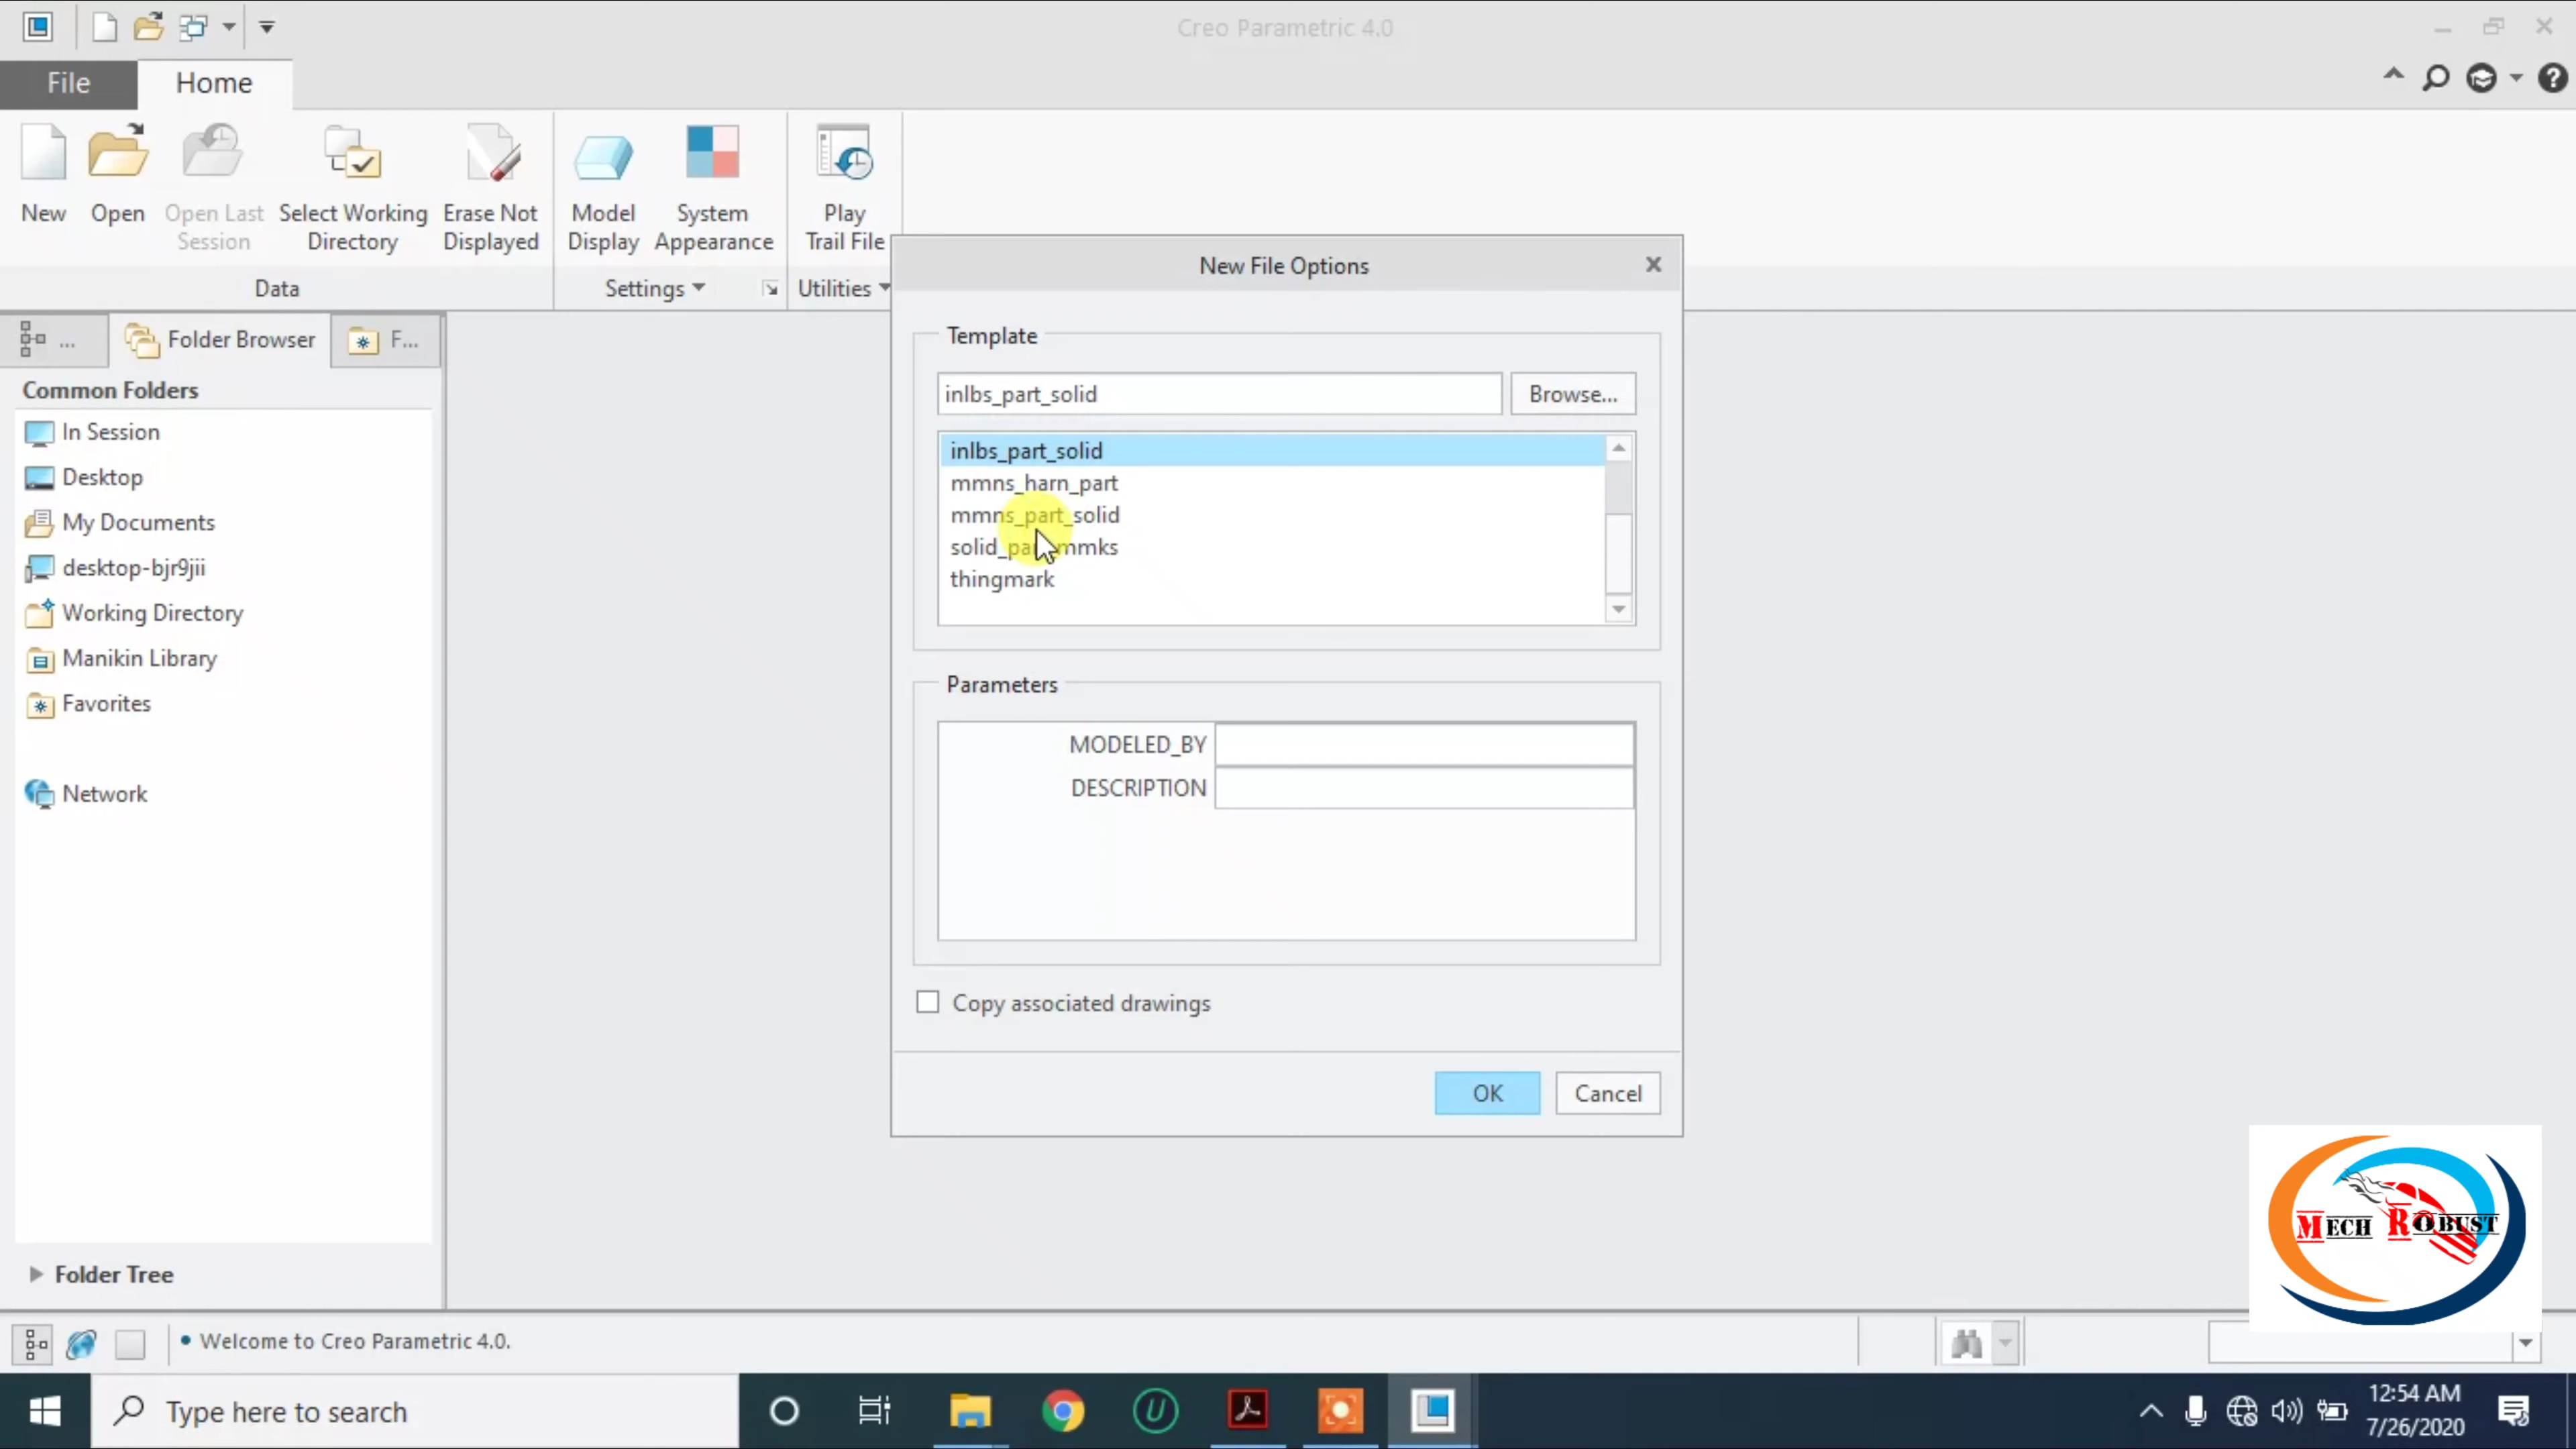 Creo Parametric 4.0
File
Home
New
Open
Open Last
Session
Select Working
Directory
Erase Not
Displayed
Model
Display
System
Appearance
Play
Trail File
Data
Settings
Utilities
New File Options
...
Folder Browser
F...
Common Folders
In Session
Desktop
My Documents
desktop-bjr9jii
Working Directory
Manikin Library
Favorites
Network
Folder Tree
Template
inlbs_part_solid
Browse...
inlbs_part_solid
mmns_harn_part
mmns_part_solid
solid_part_mmks
thingmark
Parameters
MODELED_BY
DESCRIPTION
Copy associated drawings
OK
Cancel
MECH ROBUST
• Welcome to Creo Parametric 4.0.
Type here to search
12:54 AM
7/26/2020